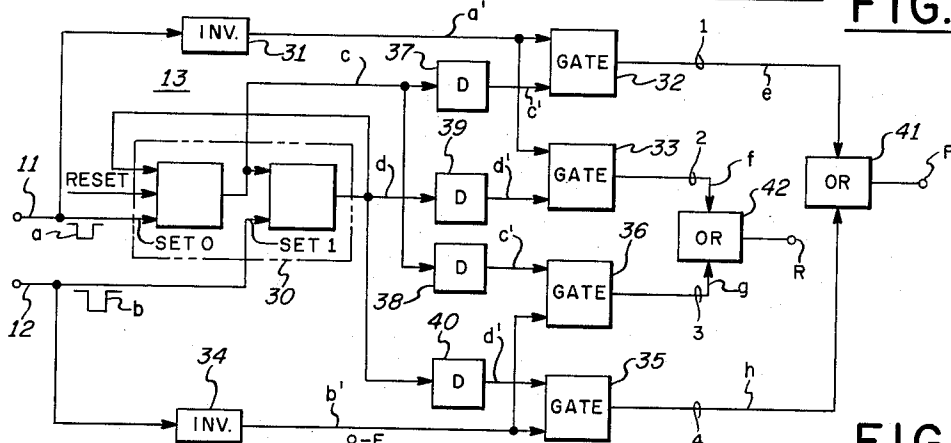 FIG.
INV.
31
a'
13
c
37
D
c'
GATE
32
1
e
39
D
d
d'
GATE
33
2
f
41
OR
F
42
OR
R
11
RESET
a
SET 0
SET 1
30
12
b
38
D
c'
36
GATE
3
g
40
D
d'
35
GATE
4
h
34
INV.
b'
-E
FIG